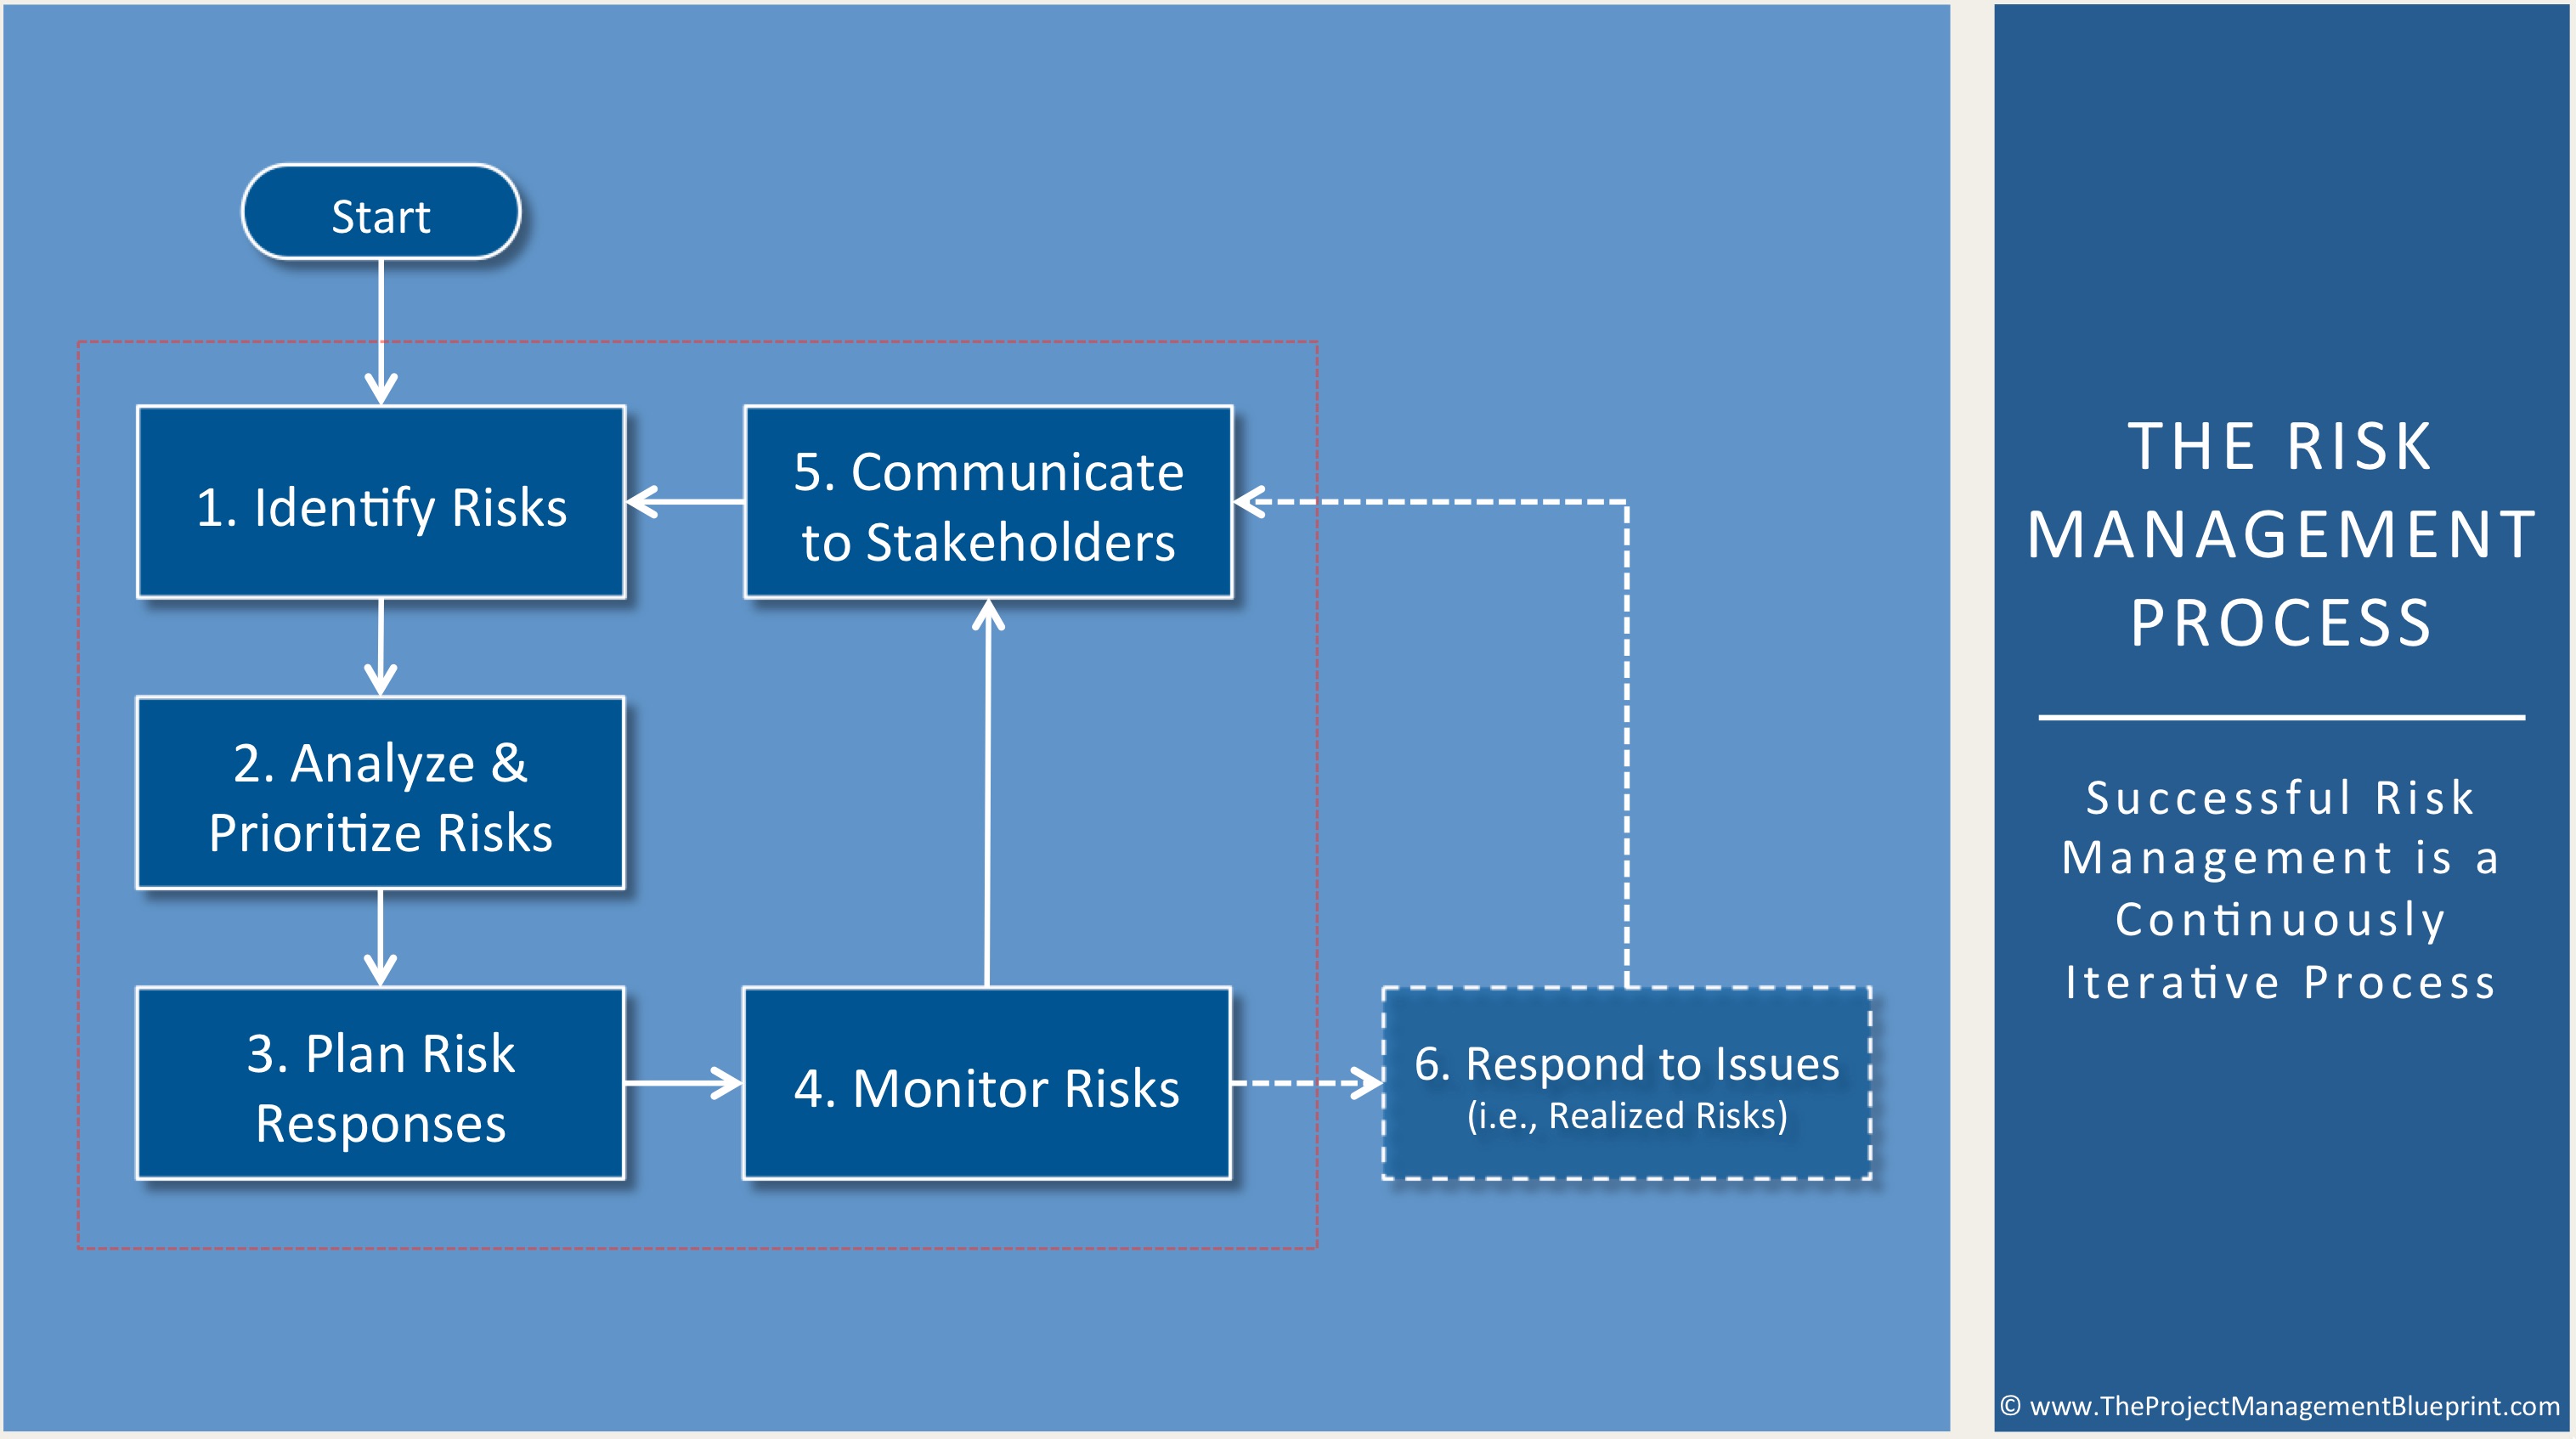 Start
1. Identify Risks
5. Communicate
to Stakeholders
2. Analyze &
Prioritize Risks
3. Plan Risk
Responses
4. Monitor Risks
6. Respond to Issues
(i.e., Realized Risks)
THE RISK
MANAGEMENT
PROCESS
Successful Risk
Management is a
Continuously
Iterative Process
© www.TheProjectManagementBlueprint.com